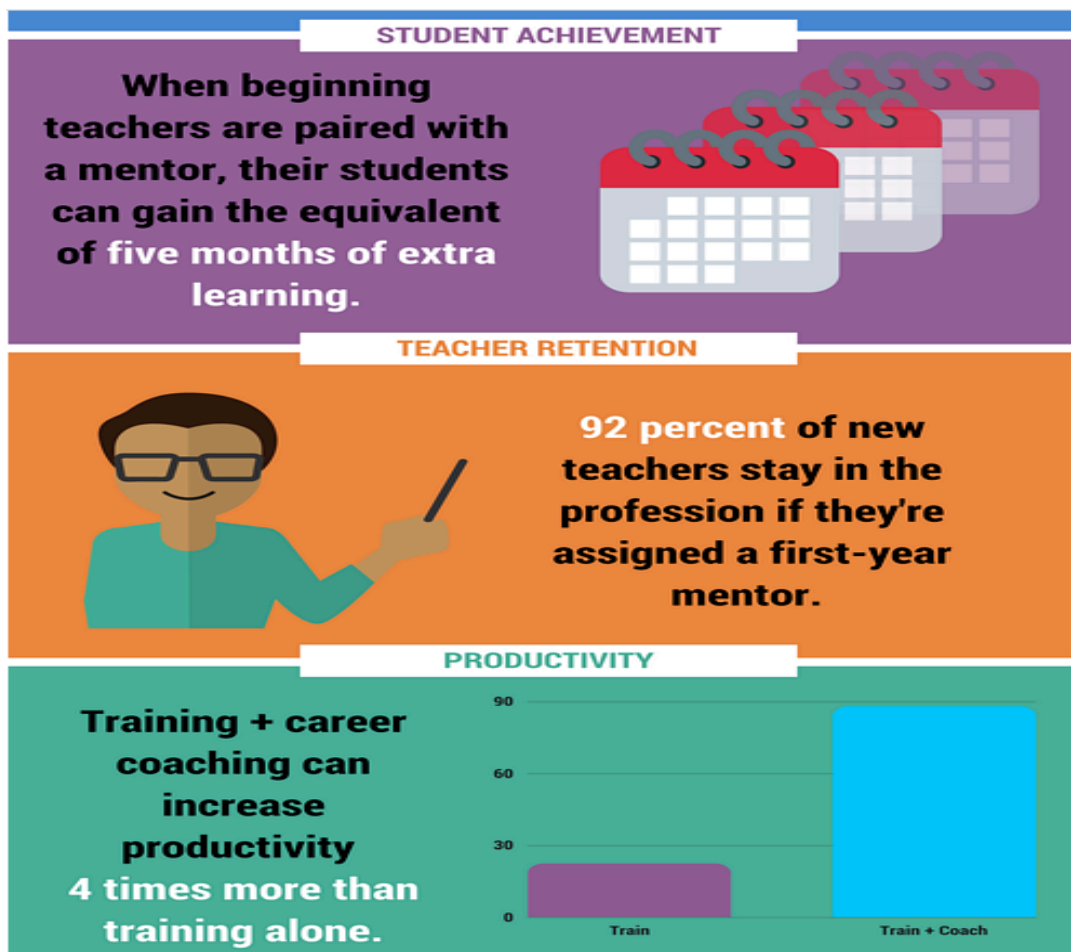 STUDENT ACHIEVEMENT
When beginning
teachers are paired with
a mentor, their students
can gain the equivalent
of five months of extra
learning.
TEACHER RETENTION
92 percent of new
teachers stay in the
profession if they're
assigned a first-year
mentor.
PRODUCTIVITY
Training + career
coaching can
increase
productivity
4 times more than
training alone.
90
60
30
0
Train
Train + Coach